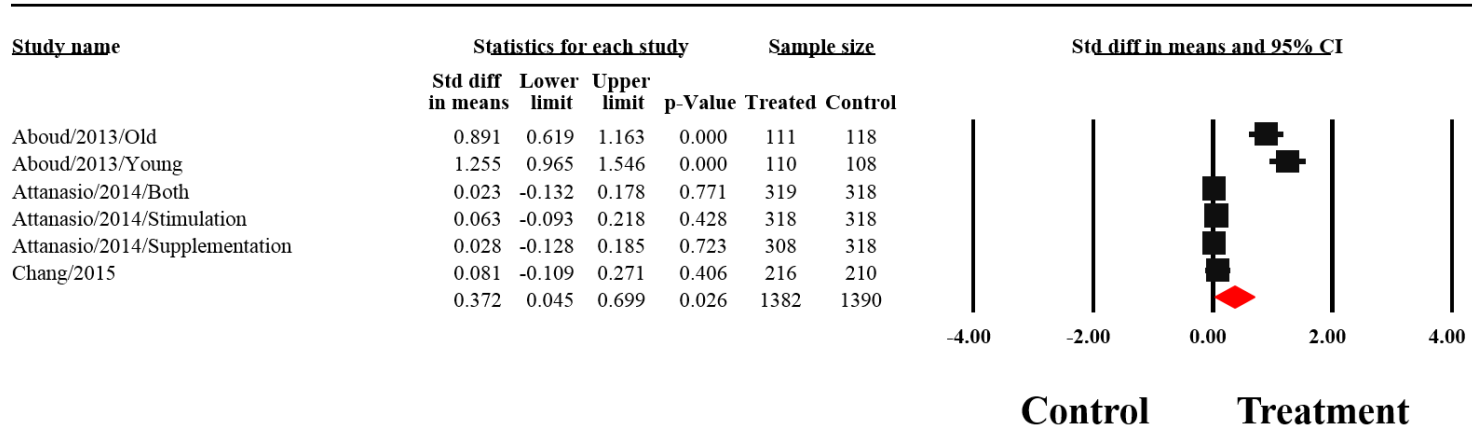 Study name Statistics for each study Sample size Std diff in means and 95% CI
Std diff Lower Upper
in means limit limit p-Value Treated Control
Aboud/2013/Old 0.891 0.619 1.163 0.000 111 118
Aboud/2013/Young 1.255 0.965 1.546 0.000 110 108
Attanasio/2014/Both 0.023 -0.132 0.178 0.771 319 318
Attanasio/2014/Stimulation 0.063 -0.093 0.218 0.428 318 318
Attanasio/2014/Supplementation 0.028 -0.128 0.185 0.723 308 318
Chang/2015 0.081 -0.109 0.271 0.406 216 210
0.372 0.045 0.699 0.026 1382 1390
-4.00 -2.00 0.00 2.00 4.00
Control Treatment